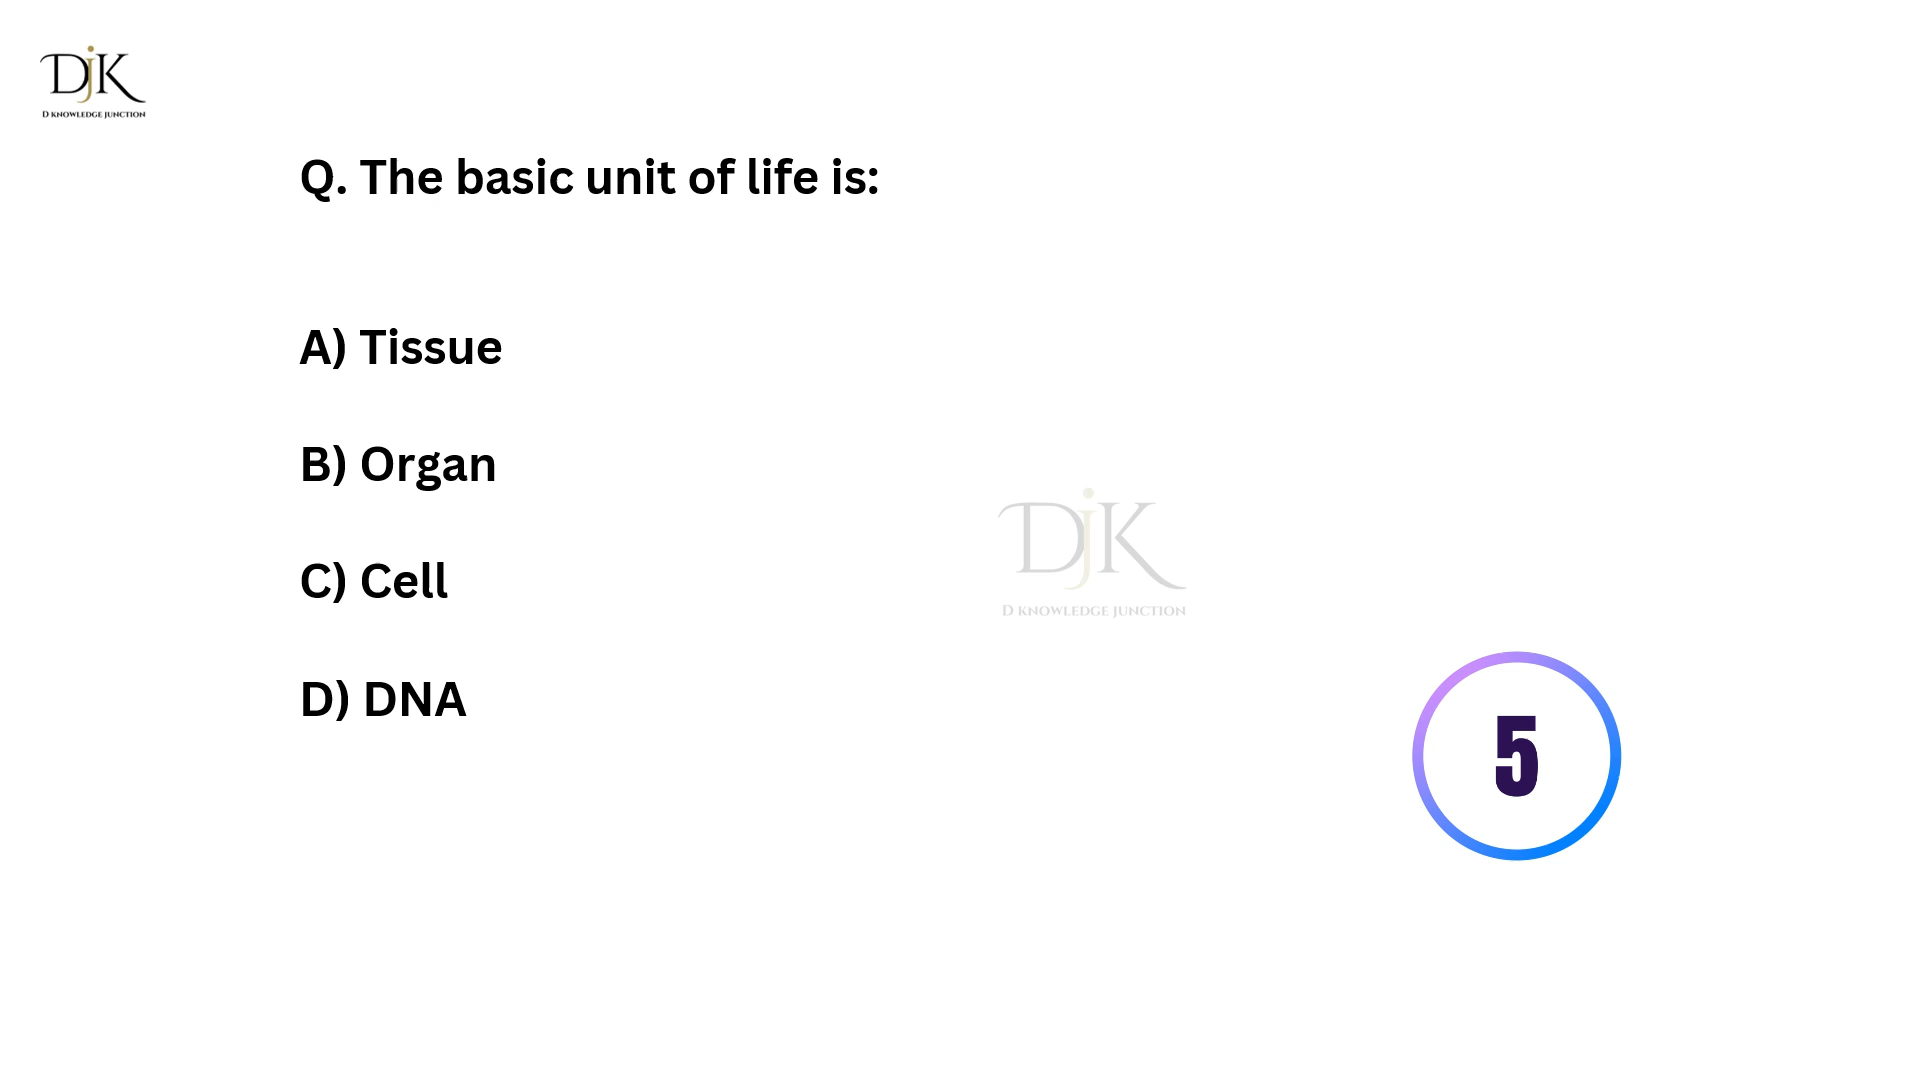 DjK
D KNOWLEDGE JUNCTION
Q. The basic unit of life is:
A) Tissue
B) Organ
C) Cell
D) DNA
DjK
D KNOWLEDGE JUNCTION
5